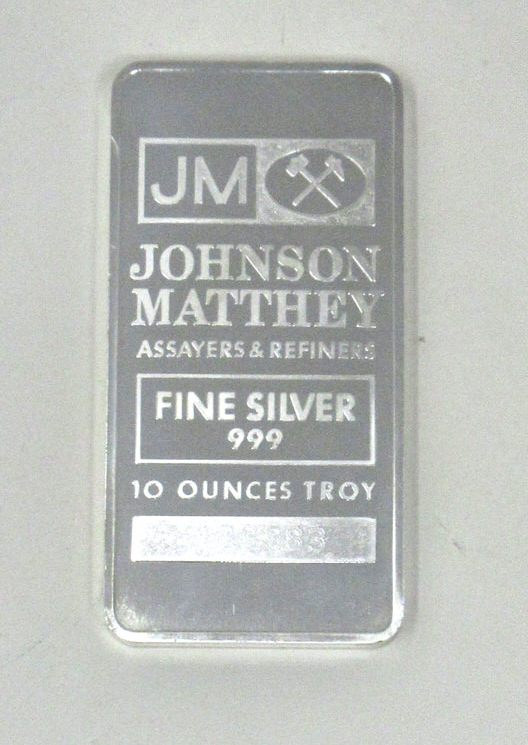 JM
JOHNSON
MATTHEY
ASSAYERS & REFINERS
FINE SILVER
999
10 OUNCES TROY